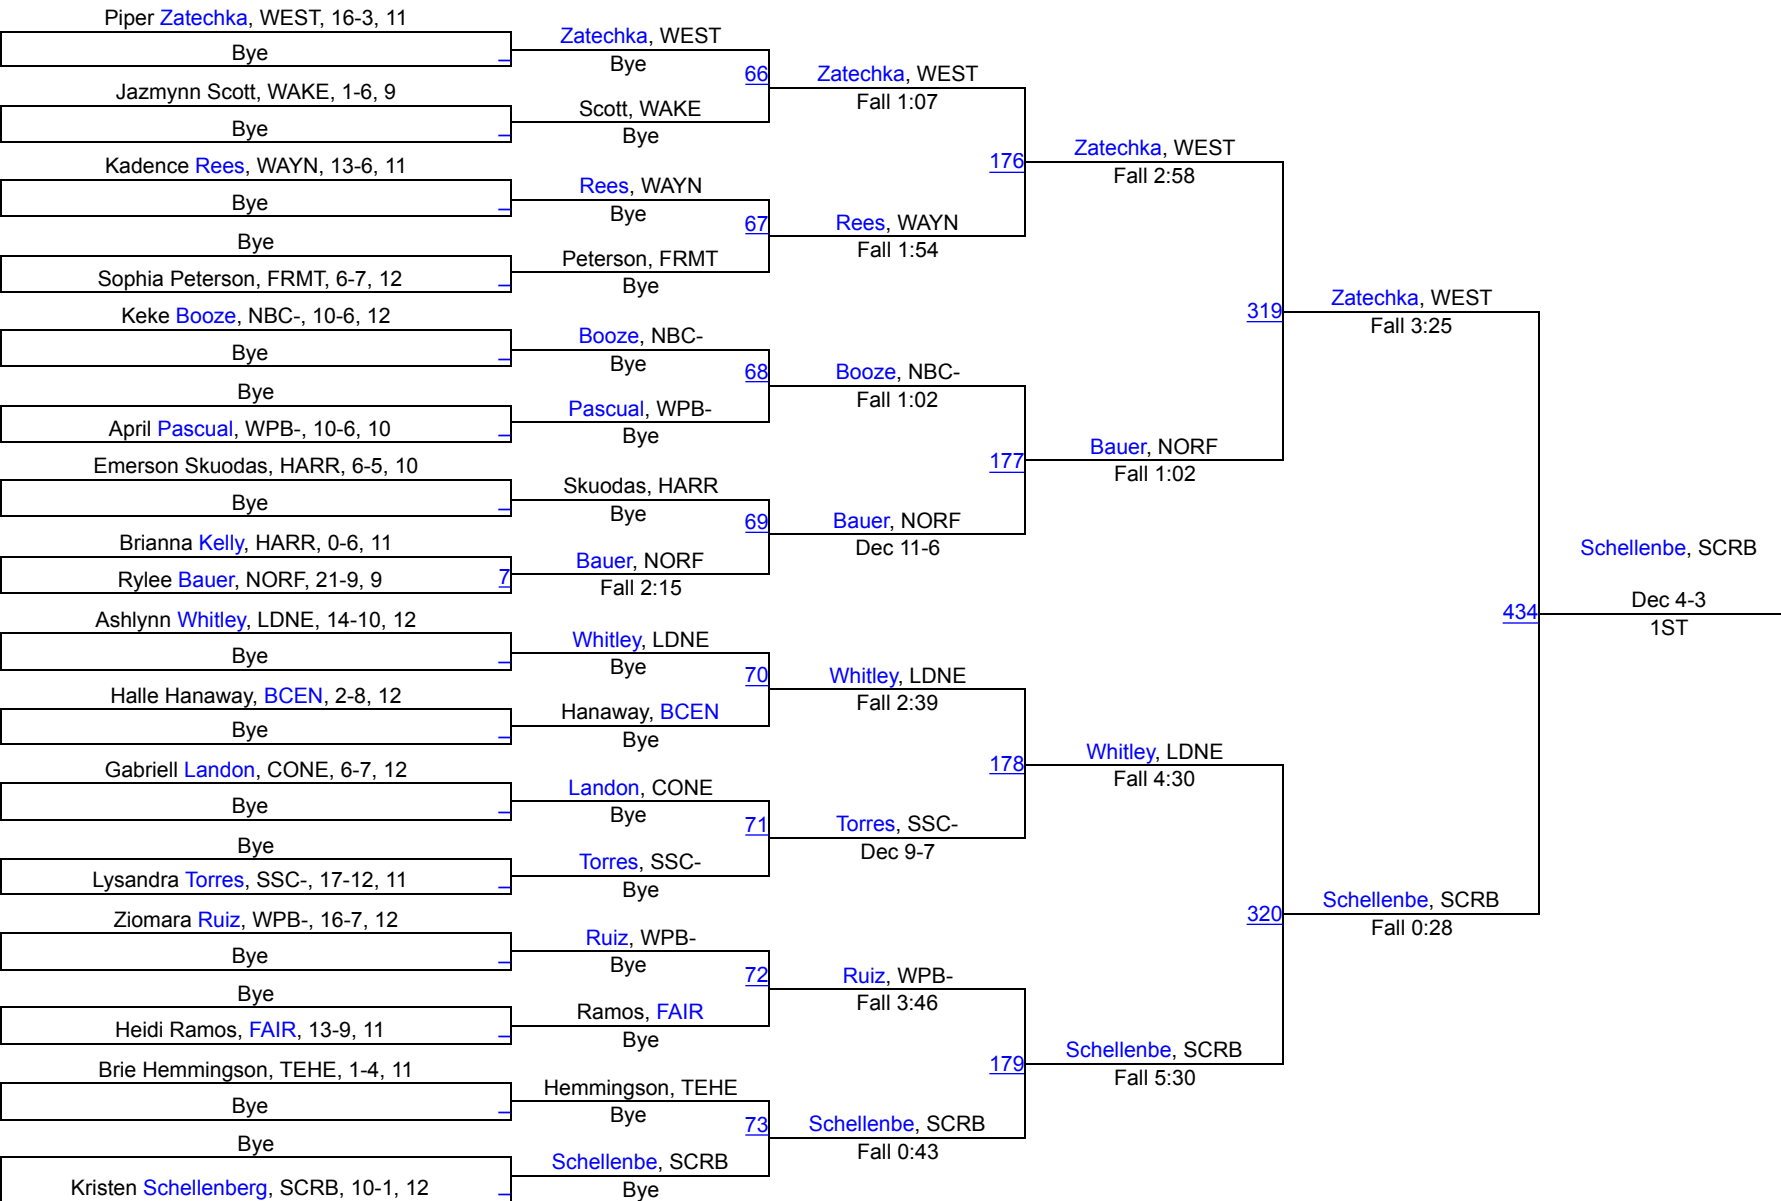 Piper Zatechka, WEST, 16-3, 11
Bye
Jazmynn Scott, WAKE, 1-6, 9
Bye
Kadence Rees, WAYN, 13-6, 11
Bye
Bye
Sophia Peterson, FRMT, 6-7, 12
Keke Booze, NBC-, 10-6, 12
Bye
Bye
April Pascual, WPB-, 10-6, 10
Emerson Skuodas, HARR, 6-5, 10
Bye
Brianna Kelly, HARR, 0-6, 11
Rylee Bauer, NORF, 21-9, 9
7
Ashlynn Whitley, LDNE, 14-10, 12
Bye
Halle Hanaway, BCEN, 2-8, 12
Bye
Gabriell Landon, CONE, 6-7, 12
Bye
Bye
Lysandra Torres, SSC-, 17-12, 11
Ziomara Ruiz, WPB-, 16-7, 12
Bye
Bye
Heidi Ramos, FAIR, 13-9, 11
Brie Hemmingson, TEHE, 1-4, 11
Bye
Bye
Kristen Schellenberg, SCRB, 10-1, 12
Zatechka, WEST
Bye
66
Scott, WAKE
Bye
Rees, WAYN
Bye
67
Peterson, FRMT
Bye
Booze, NBC-
Bye
68
Pascual, WPB-
Bye
Skuodas, HARR
Bye
69
Bauer, NORF
Fall 2:15
Whitley, LDNE
Bye
70
Hanaway, BCEN
Bye
Landon, CONE
Bye
71
Torres, SSC-
Bye
Ruiz, WPB-
Bye
72
Ramos, FAIR
Bye
Hemmingson, TEHE
Bye
73
Schellenbe, SCRB
Bye
Zatechka, WEST
Fall 1:07
176
Rees, WAYN
Fall 1:54
Booze, NBC-
Fall 1:02
177
Bauer, NORF
Dec 11-6
Whitley, LDNE
Fall 2:39
178
Torres, SSC-
Dec 9-7
Ruiz, WPB-
Fall 3:46
179
Schellenbe, SCRB
Fall 0:43
Zatechka, WEST
Fall 2:58
319
Bauer, NORF
Fall 1:02
Whitley, LDNE
Fall 4:30
320
Schellenbe, SCRB
Fall 5:30
Zatechka, WEST
Fall 3:25
434
Schellenbe, SCRB
Fall 0:28
Schellenbe, SCRB
Dec 4-3
1ST